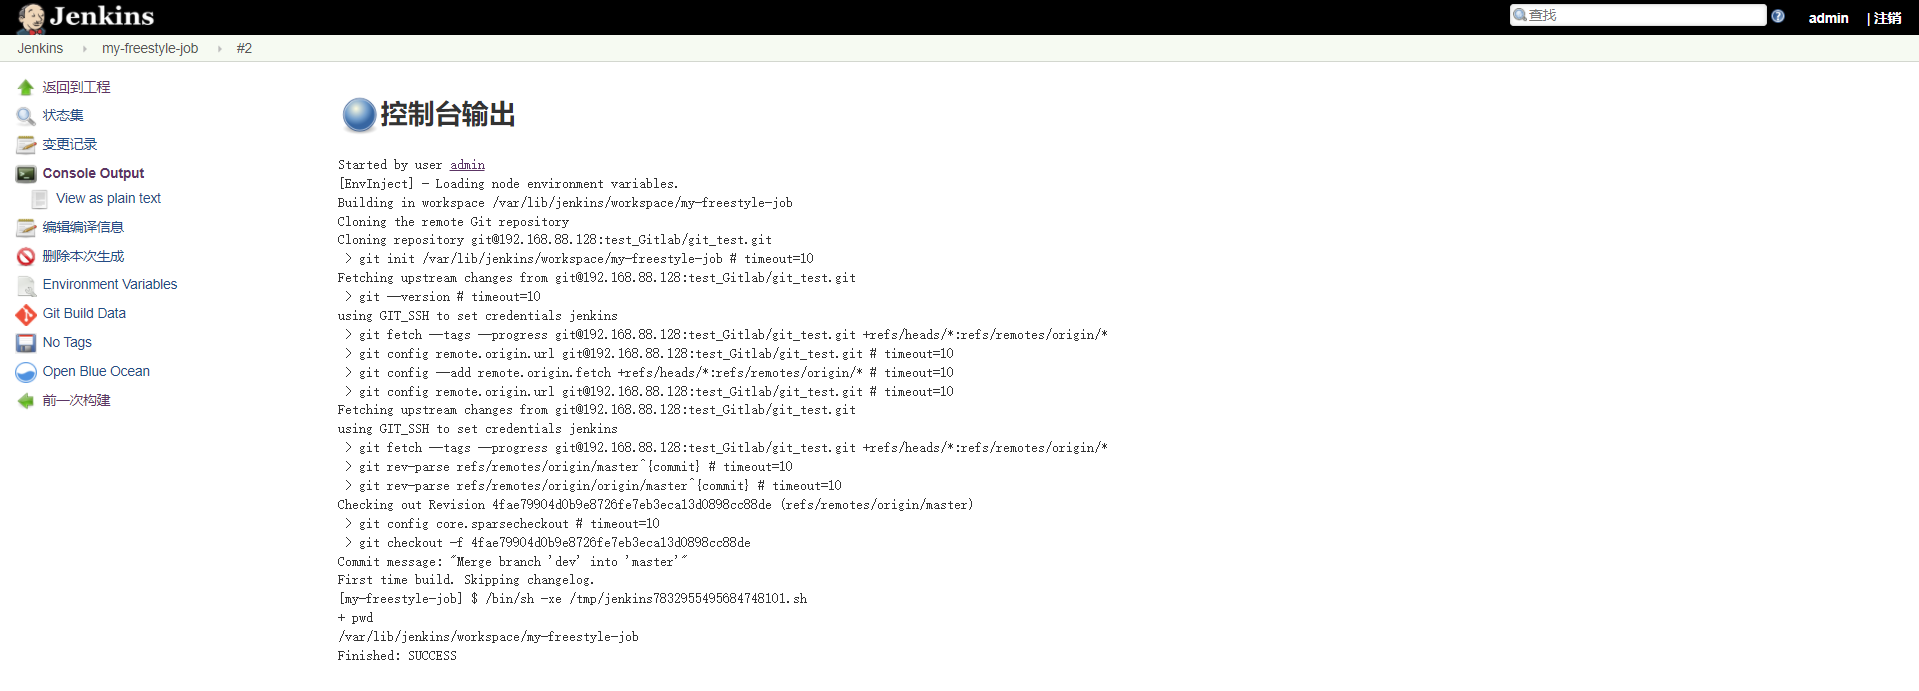 Jenkins
查找
admin
| 注销
Jenkins
my-freestyle-job
#2
返回到工程
状态集
变更记录
Console Output
View as plain text
编辑编译信息
删除本次生成
Environment Variables
Git Build Data
No Tags
Open Blue Ocean
前一次构建
控制台输出
Started by user admin
[EnvInject] - Loading node environment variables.
Building in workspace /var/lib/jenkins/workspace/my-freestyle-job
Cloning the remote Git repository
Cloning repository git@192.168.88.128:test_Gitlab/git_test.git
 > git init /var/lib/jenkins/workspace/my-freestyle-job # timeout=10
Fetching upstream changes from git@192.168.88.128:test_Gitlab/git_test.git
 > git --version # timeout=10
using GIT_SSH to set credentials jenkins
 > git fetch --tags --progress git@192.168.88.128:test_Gitlab/git_test.git +refs/heads/*:refs/remotes/origin/*
 > git config remote.origin.url git@192.168.88.128:test_Gitlab/git_test.git # timeout=10
 > git config --add remote.origin.fetch +refs/heads/*:refs/remotes/origin/* # timeout=10
 > git config remote.origin.url git@192.168.88.128:test_Gitlab/git_test.git # timeout=10
Fetching upstream changes from git@192.168.88.128:test_Gitlab/git_test.git
using GIT_SSH to set credentials jenkins
 > git fetch --tags --progress git@192.168.88.128:test_Gitlab/git_test.git +refs/heads/*:refs/remotes/origin/*
 > git rev-parse refs/remotes/origin/master^{commit} # timeout=10
 > git rev-parse refs/remotes/origin/origin/master^{commit} # timeout=10
Checking out Revision 4fae79904d0b9e8726fe7eb3eca13d0898cc88de (refs/remotes/origin/master)
 > git config core.sparsecheckout # timeout=10
 > git checkout -f 4fae79904d0b9e8726fe7eb3eca13d0898cc88de
Commit message: "Merge branch 'dev' into 'master'"
First time build. Skipping changelog.
[my-freestyle-job] $ /bin/sh -xe /tmp/jenkins7832955495684748101.sh
+ pwd
/var/lib/jenkins/workspace/my-freestyle-job
Finished: SUCCESS